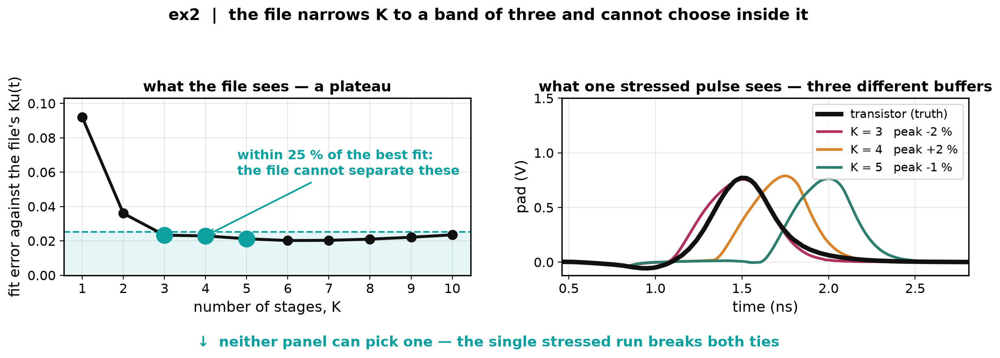 ex2 | the file narrows K to a band of three and cannot choose inside it
what the file sees — a plateau
fit error against the file's Ku(t)
0.10
0.08
0.06
0.04
0.02
0.00
within 25 % of the best fit:
the file cannot separate these
1 2 3 4 5 6 7 8 9 10
number of stages, K
what one stressed pulse sees — three different buffers
pad (V)
1.5
1.0
0.5
0.0
transistor (truth)
K = 3 peak -2 %
K = 4 peak +2 %
K = 5 peak -1 %
0.5 1.0 1.5 2.0 2.5
time (ns)
↓ neither panel can pick one — the single stressed run breaks both ties